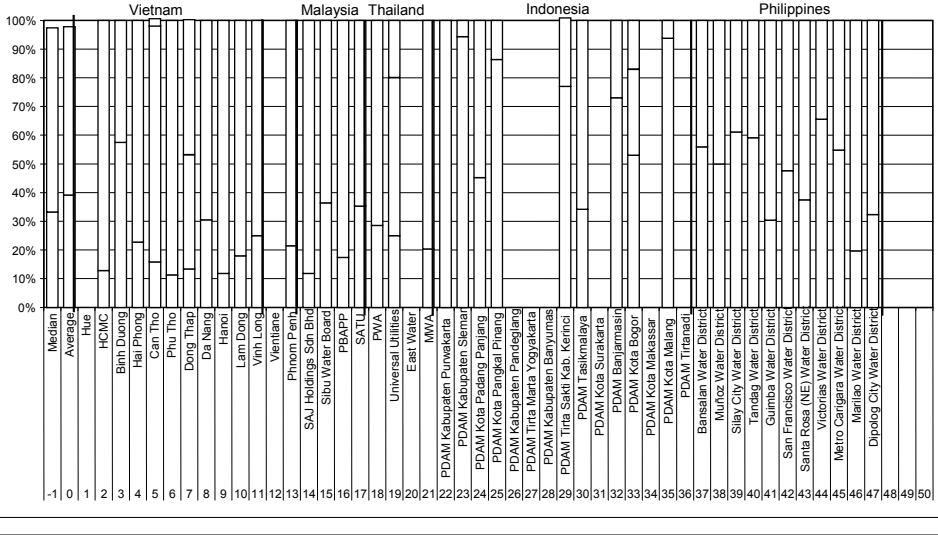 Vietnam Malaysia Thailand Indonesia Philippines
100%
90%
80%
70%
60%
50%
40%
30%
20%
10%
0%
Median
Average
Hue
HCMC
Binh Duong
Hai Phong
Can Tho
Phu Tho
Dong Thap
Da Nang
Hanoi
Lam Dong
Vinh Long
Vientiane
Phnom Penh
SAJ Holdings Sdn Bhd
Sibu Water Board
PBAPP
SATU
PWA
Universal Utilities
East Water
MWA
PDAM Kabupaten Purwakarta
PDAM Kabupaten Sleman
PDAM Kota Padang Panjang
PDAM Kota Pangkal Pinang
PDAM Kabupaten Pandeglang
PDAM Tirta Marta Yogyakarta
PDAM Kabupaten Banyumas
PDAM Tirta Sakti Kab. Kerinci
PDAM Tasikmalaya
PDAM Kota Surakarta
PDAM Banjarmasin
PDAM Kota Bogor
PDAM Kota Makassar
PDAM Kota Malang
PDAM Tirtanadi
Bansalan Water District
Muñoz Water District
Silay City Water District
Tandag Water District
Guimba Water District
San Francisco Water District
Santa Rosa (NE) Water District
Victorias Water District
Metro Carigara Water District
Marilao Water District
Dipolog City Water District
-1 0 1 2 3 4 5 6 7 8 9 10 11 12 13 14 15 16 17 18 19 20 21 22 23 24 25 26 27 28 29 30 31 32 33 34 35 36 37 38 39 40 41 42 43 44 45 46 47 48 49 50